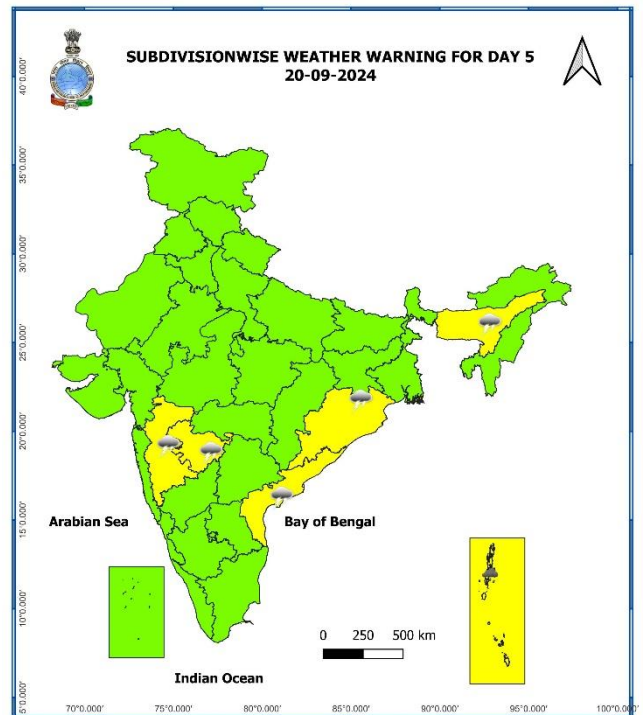 SUBDIVISIONWISE WEATHER WARNING FOR DAY 5
20-09-2024
40°0.000'
35°0.000'
30°0.000'
25°0.000'
20°0.000'
15°0.000'
10°0.000'
5°0.000'
Arabian Sea
Bay of Bengal
0 250 500 km
Indian Ocean
70°0.000' 75°0.000' 80°0.000' 85°0.000' 90°0.000' 95°0.000' 100°0.000'